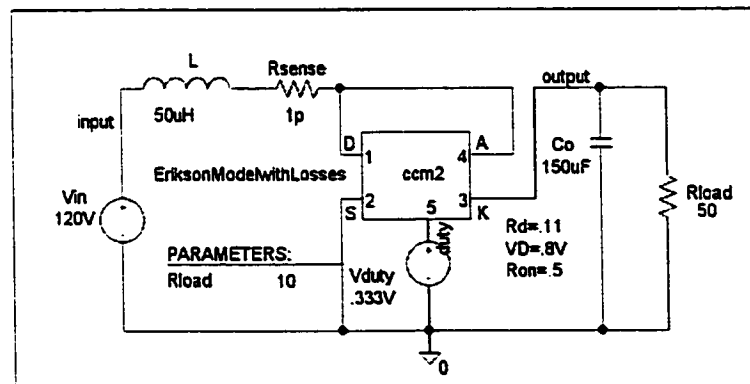 L
Rsense
output
input
50uH
1p
D
A
1
4
Co
150uF
EriksonModelwithLosses
ccm2
Vin
120V
2
3
S
5
K
Rload
50
duty
Rd=.11
VD=.8V
Ron=.5
PARAMETERS:
Rload 10
Vduty
.333V
0